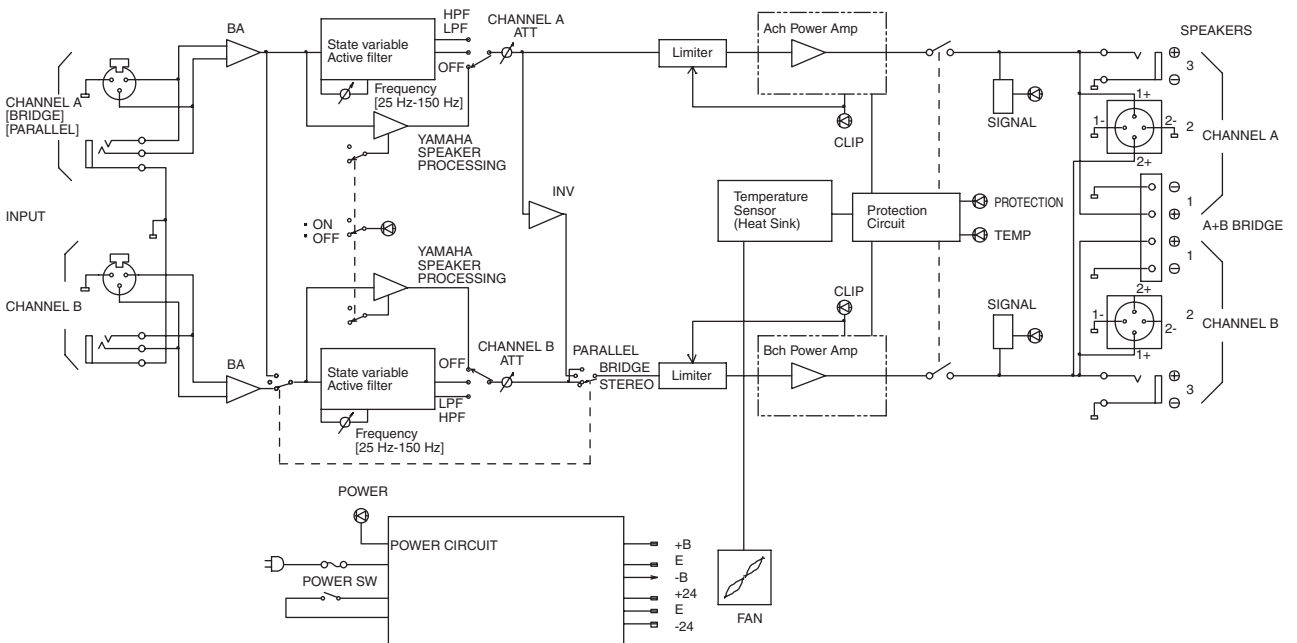 BA
State variable
Active filter
HPF
LPF
OFF
CHANNEL A
ATT
Frequency
[25 Hz-150 Hz]
CHANNEL A
[BRIDGE]
[PARALLEL]
YAMAHA
SPEAKER
PROCESSING
Limiter
Ach Power Amp
CLIP
SIGNAL
SPEAKERS
3
1+
1-
2-
2+
2
CHANNEL A
INPUT
: ON
: OFF
INV
Temperature
Sensor
(Heat Sink)
Protection
Circuit
PROTECTION
TEMP
1
A+B BRIDGE
1
CHANNEL B
YAMAHA
SPEAKER
PROCESSING
BA
State variable
Active filter
OFF
LPF
HPF
CHANNEL B
ATT
Frequency
[25 Hz-150 Hz]
PARALLEL
BRIDGE
STEREO
Limiter
CLIP
Bch Power Amp
SIGNAL
2+
1-
2-
1+
2
CHANNEL B
3
POWER
POWER CIRCUIT
POWER SW
+B
E
-B
+24
E
-24
FAN